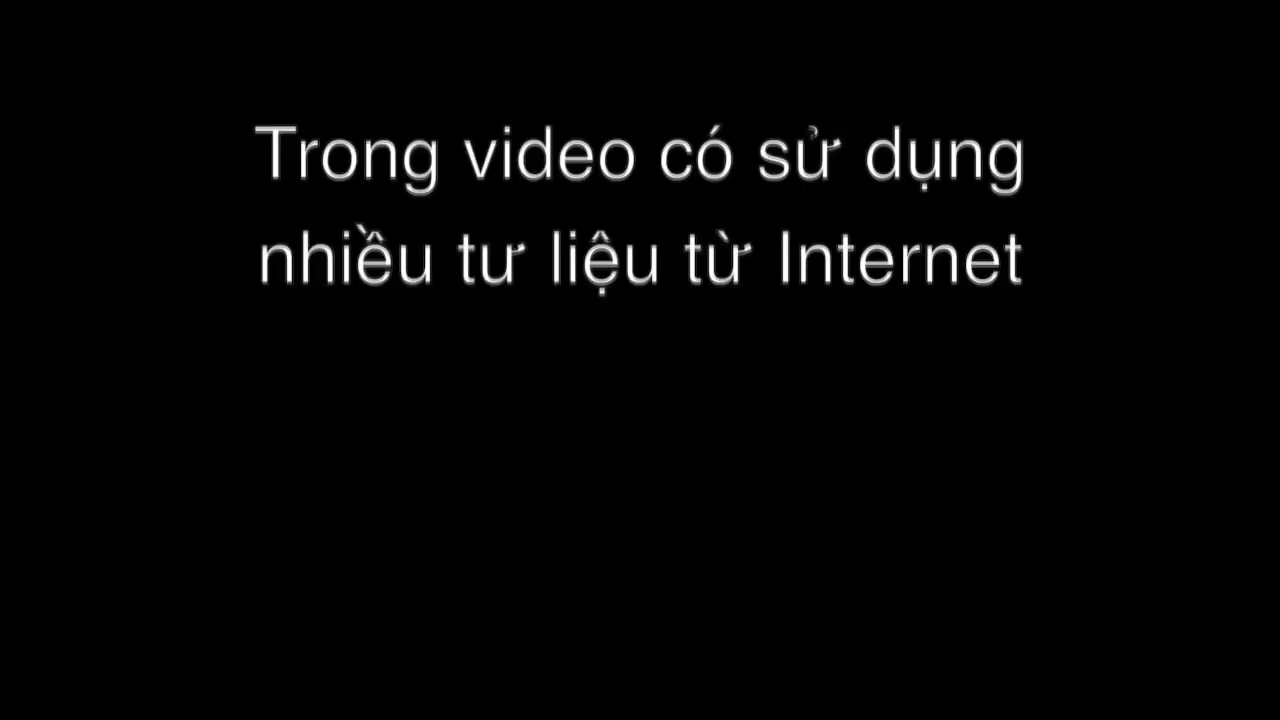 Trong video có sử dụng
nhiều tư liệu từ Internet